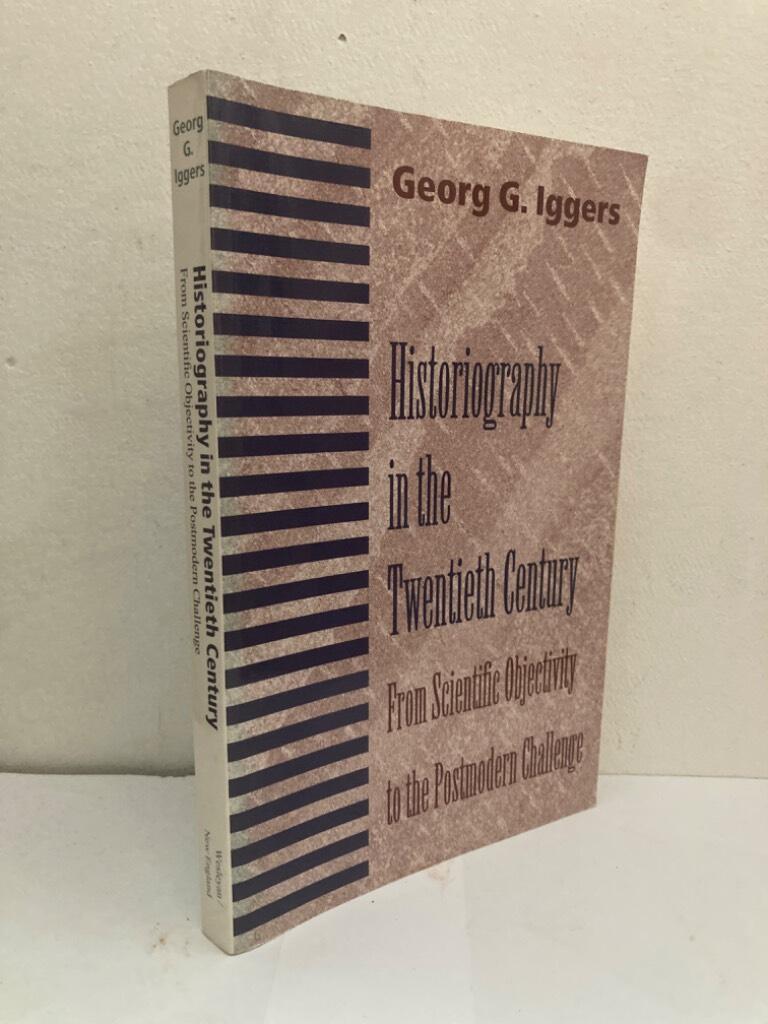 Georg
G.
Iggers
Historiography in the Twentieth Century
From Scientific Objectivity to the Postmodern Challenge
Wesleyan /
New England
Georg G. Iggers
Historiography
in the
Twentieth Century
From Scientific Objectivity
to the Postmodern Challenge